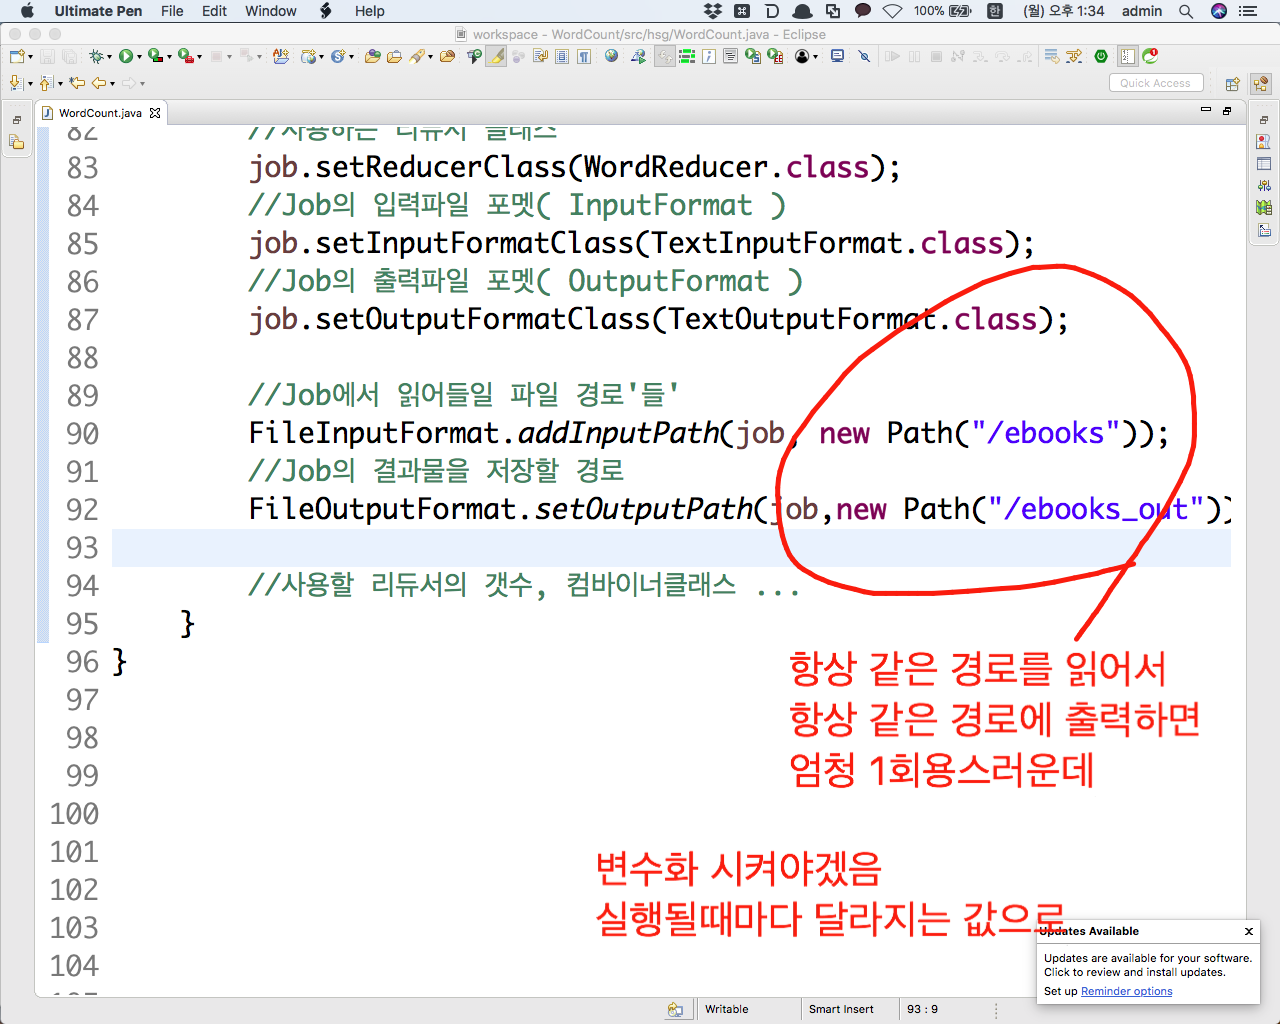 Ultimate Pen File Edit Window Help 100% 한 (월) 오후 1:34 admin
workspace - WordCount/src/hsg/WordCount.java - Eclipse
Quick Access
WordCount.java
82 //사용하는 리듀서 클래스
83 job.setReducerClass(WordReducer.class);
84 //Job의 입력파일 포멧( InputFormat )
85 job.setInputFormatClass(TextInputFormat.class);
86 //Job의 출력파일 포멧( OutputFormat )
87 job.setOutputFormatClass(TextOutputFormat.class);
88
89 //Job에서 읽어들일 파일 경로'들'
90 FileInputFormat.addInputPath(job, new Path("/ebooks"));
91 //Job의 결과물을 저장할 경로
92 FileOutputFormat.setOutputPath(job,new Path("/ebooks_out"))
93
94 //사용할 리듀서의 갯수, 컴바이너클래스 ...
95 }
96 }
97
98
99
100
101
102
103
104
항상 같은 경로를 읽어서
항상 같은 경로에 출력하면
엄청 1회용스러운데
변수화 시켜야겠음
실행될때마다 달라지는 값으로
Updates Available
Updates are available for your software.
Click to review and install updates.
Set up Reminder options
Writable Smart Insert 93 : 9